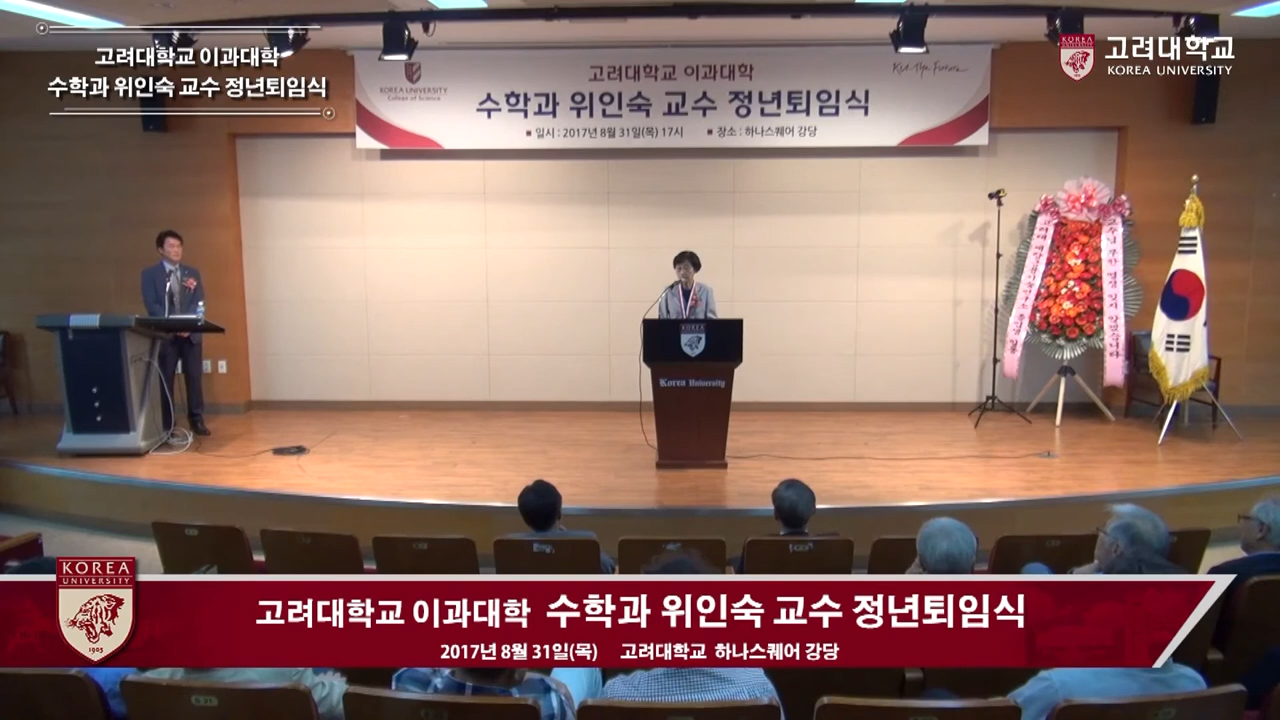 고려대학교 이과대학
수학과 위인숙 교수 정년퇴임식
KOREA
고려대학교
KOREA UNIVERSITY
KOREA UNIVERSITY
College of Science
고려대학교 이과대학
수학과 위인숙 교수 정년퇴임식
■ 일시 : 2017년 8월 31일(목) 17시 ■ 장소 : 하나스퀘어 강당
KOREA
Korea University
KOREA
UNIVERSITY
1905
고려대학교 이과대학 수학과 위인숙 교수 정년퇴임식
2017년 8월 31일(목) 고려대학교 하나스퀘어 강당